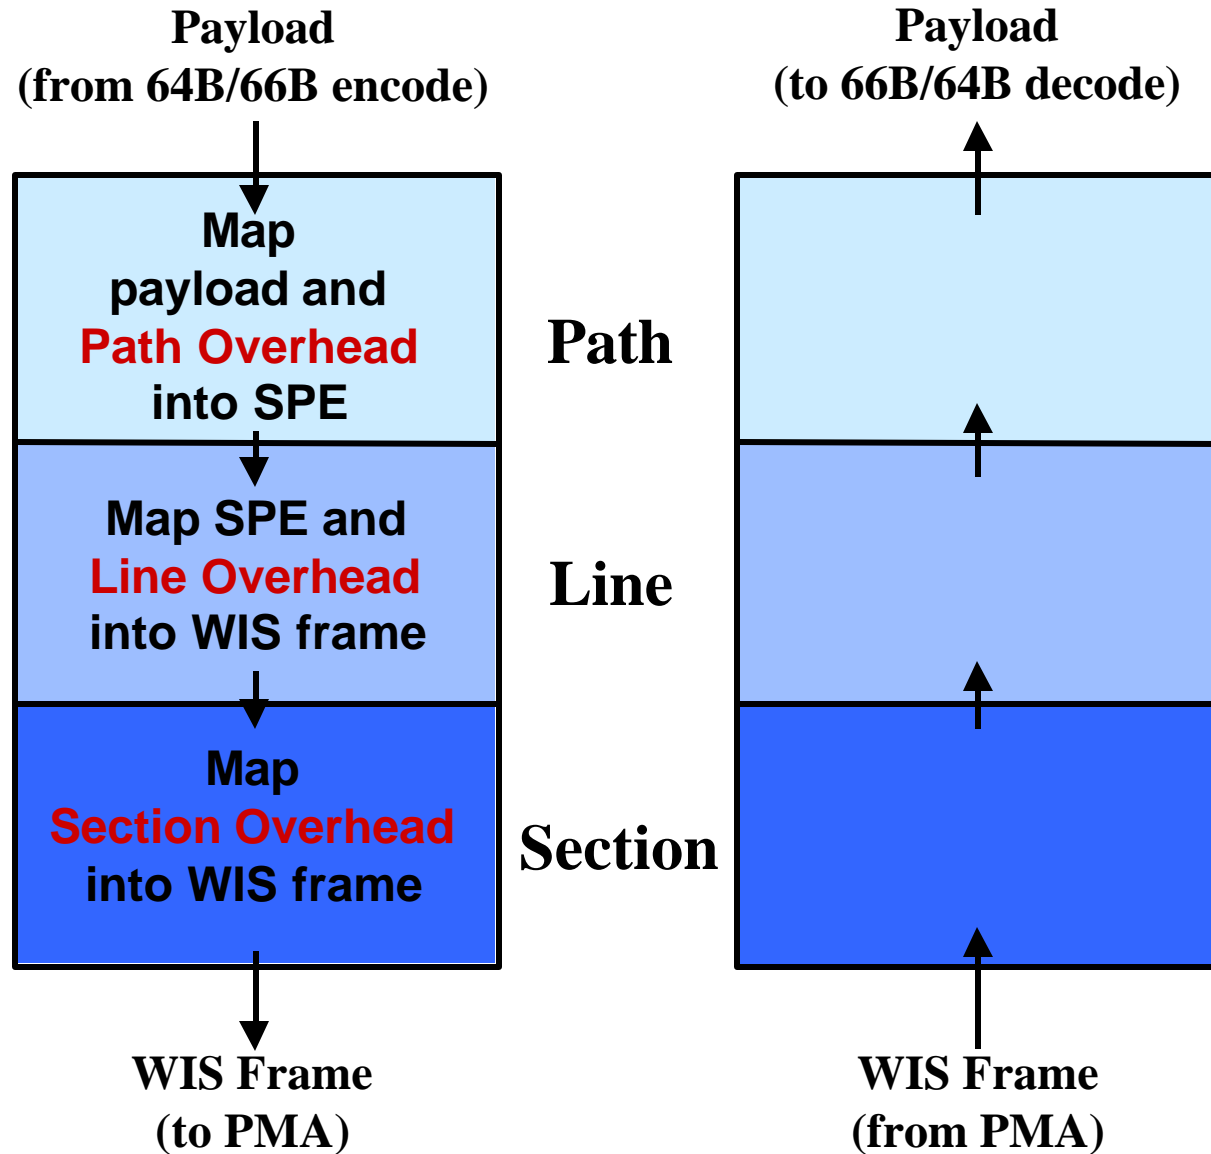 Payload
(from 64B/66B encode)
Map
payload and
Path Overhead
into SPE
Map SPE and
Line Overhead
into WIS frame
Map
Section Overhead
into WIS frame
WIS Frame
(to PMA)
Path
Line
Section
Payload
(to 66B/64B decode)
WIS Frame
(from PMA)